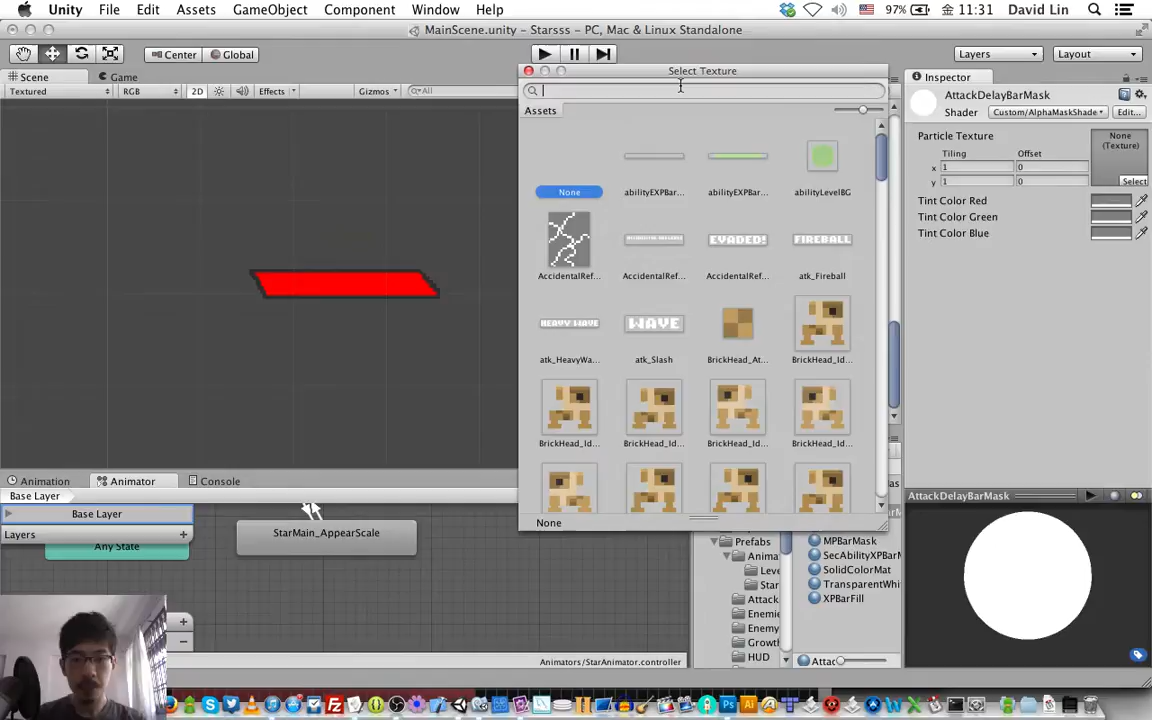 Unity File Edit Assets GameObject Component Window Help 97% 11:31 David Lin
MainScene.unity - Starsss - PC, Mac & Linux Standalone
Center Global Layers Layout
Scene Game
Textured RGB 2D Effects Gizmos All
Select Texture
Assets
None abilityEXPBar... abilityEXPBar... abilityLevelBG
EVADED! FIREBALL
AccidentalRef... AccidentalRef... AccidentalRef... atk_Fireball
HEAVY WAVE WAVE
atk_HeavyWa... atk_Slash BrickHead_At... BrickHead_Id...
BrickHead_Id... BrickHead_Id... BrickHead_Id... BrickHead_Id...
None
Inspector
AttackDelayBarMask
Shader Custom/AlphaMaskShade Edit...
Particle Texture None
(Texture)
Tiling Offset
x 1 0
y 1 0
Select
Tint Color Red
Tint Color Green
Tint Color Blue
AttackDelayBarMask
Animation Animator Console
Base Layer
Base Layer
Layers +
Any State
StarMain_AppearScale
Animators/StarAnimator.controller
Prefabs
Anima
Leve
Star
Attack
Enemie
Enemy
Growth
HUD
MPBarMask
SecAbilityXPBarM
SolidColorMat
TransparentWhi
XPBarFill
Attac